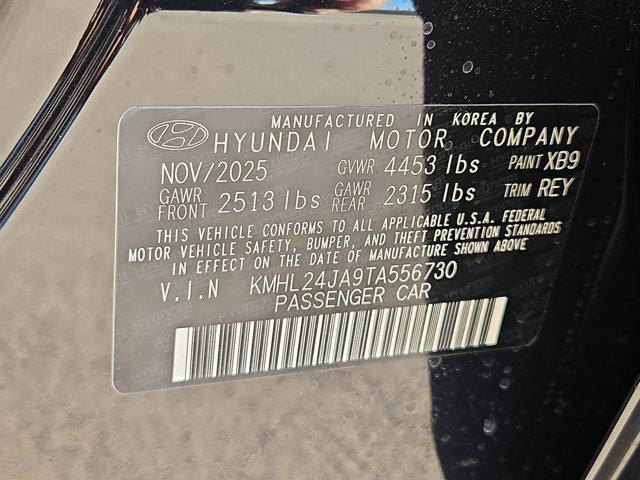 MANUFACTURED IN KOREA BY
HYUNDAI MOTOR COMPANY
NOV/2025 GVWR 4453 lbs PAINT XB9
GAWR FRONT 2513 lbs GAWR REAR 2315 lbs TRIM REY
THIS VEHICLE CONFORMS TO ALL APPLICABLE U.S.A. FEDERAL
MOTOR VEHICLE SAFETY, BUMPER, AND THEFT PREVENTION STANDARDS
IN EFFECT ON THE DATE OF MANUFACTURE SHOWN ABOVE
V.I.N KMHL24JA9TA556730
PASSENGER CAR